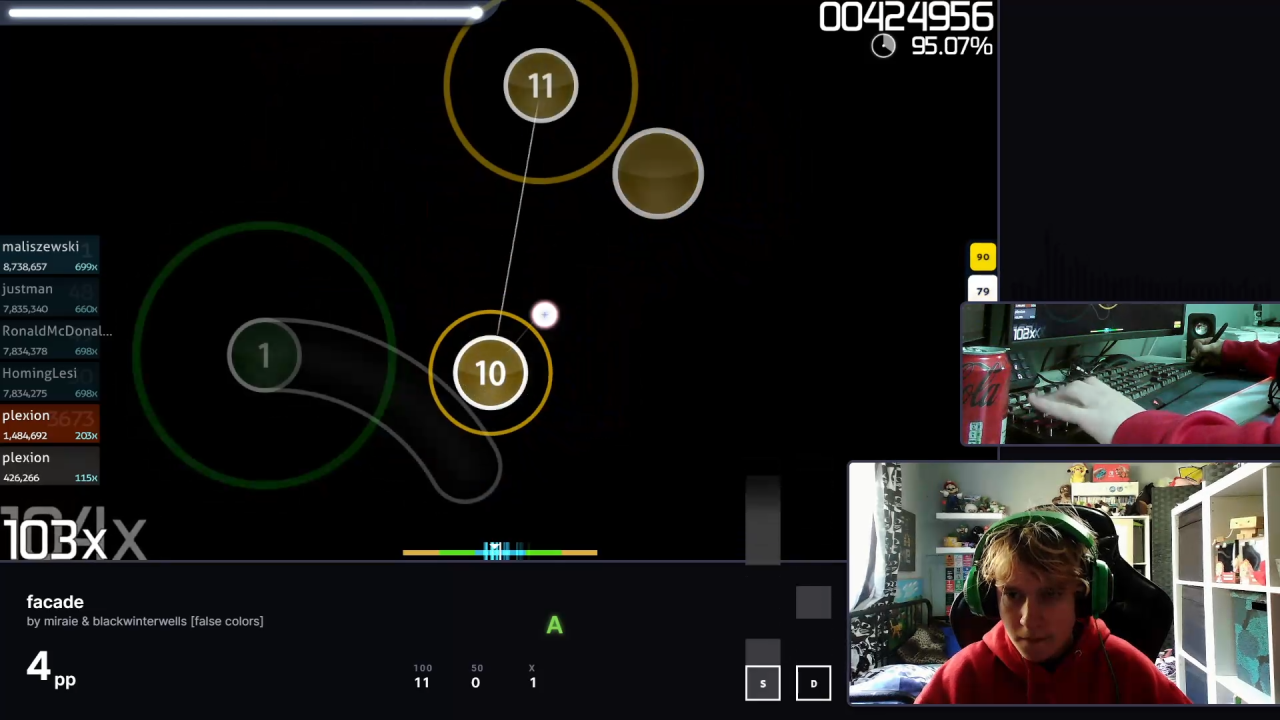 00424956
95.07%
11
10
1
maliszewski
8,738,657 699x
justman
7,835,340 660x
RonaldMcDonal...
7,834,378 698x
HomingLesi
7,834,275 698x
plexion
1,484,692 203x
plexion
426,266 115x
90
79
103x
facade
by miraie & blackwinterwells [false colors]
4 pp
A
100 50 X
11 0 1
S D